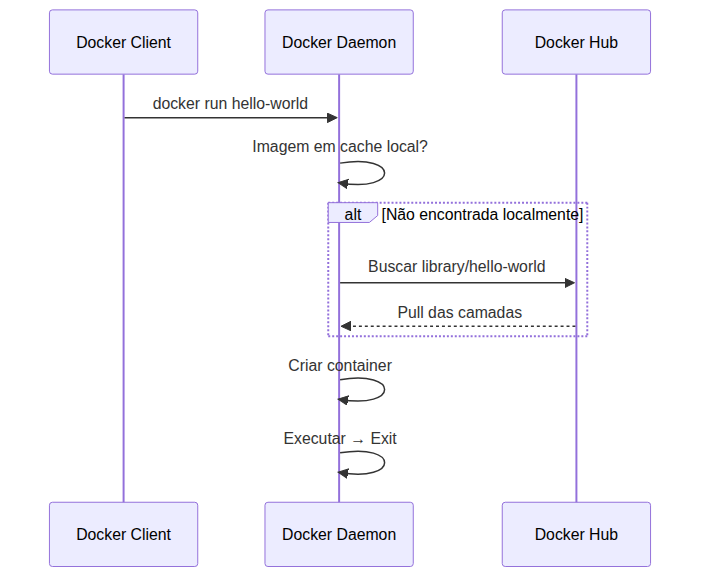 Docker Client
Docker Daemon
Docker Hub
docker run hello-world
Imagem em cache local?
alt
[Não encontrada localmente]
Buscar library/hello-world
Pull das camadas
Criar container
Executar → Exit
Docker Client
Docker Daemon
Docker Hub